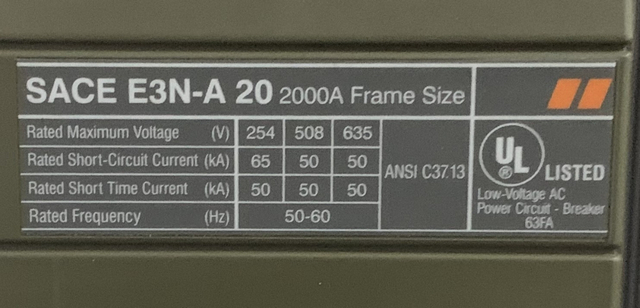 SACE E3N-A 20 2000A Frame Size
Rated Maximum Voltage (V) 254 508 635
Rated Short-Circuit Current (kA) 65 50 50
Rated Short Time Current (kA) 50 50 50
Rated Frequency (Hz) 50-60
ANSI C37.13
UL
®
LISTED
Low-Voltage AC
Power Circuit - Breaker
63FA